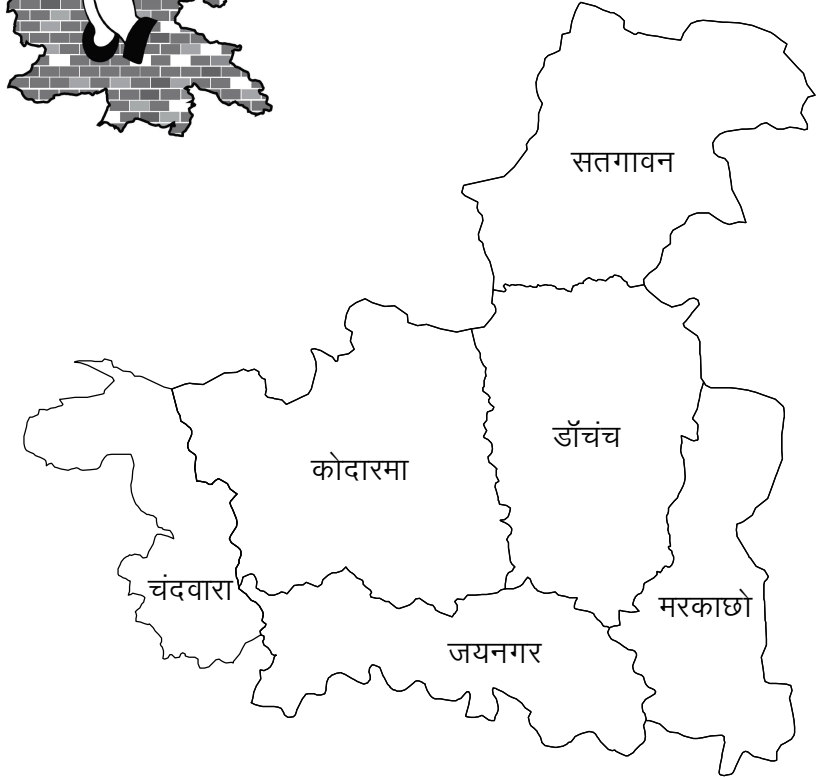 सतगावन
डॉचंच
कोदारमा
चंदवारा
मरकाछो
जयनगर